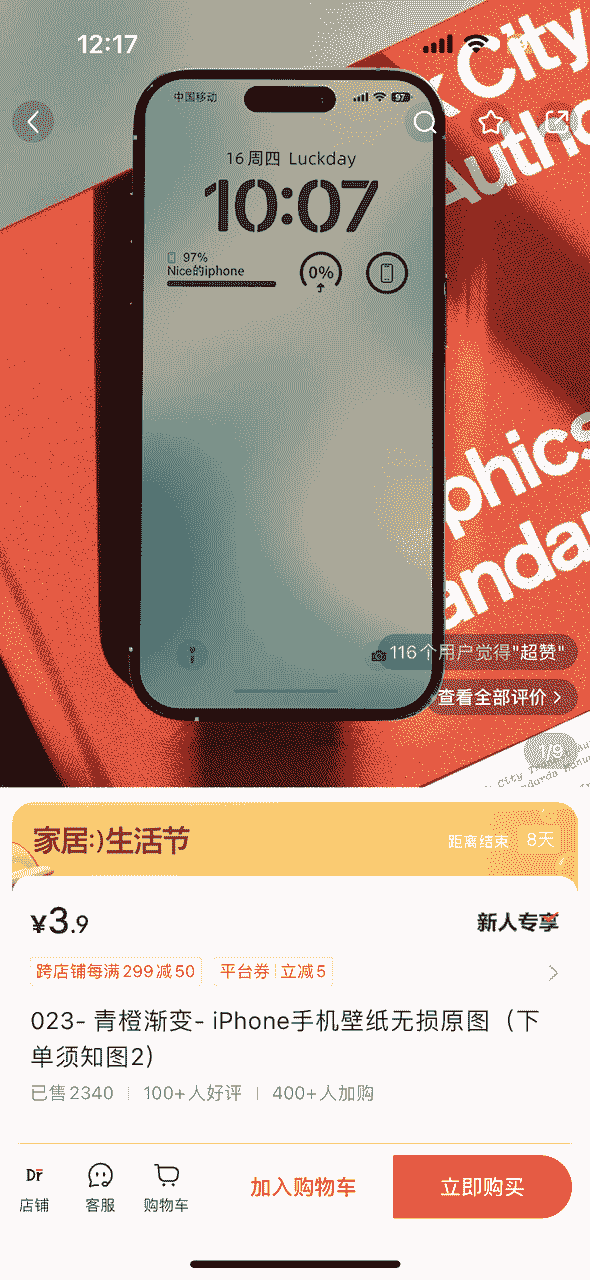 12:17
k City
Autho
中国移动
97
16周四 Luckday
10:07
97%
Nice的iphone
0%
phics
andar
116个用户觉得"超赞"
查看全部评价 >
1/9
家居:)生活节
距离结束 8天
¥3.9
新人专享
跨店铺每满299减50
平台券 立减5
023- 青橙渐变- iPhone手机壁纸无损原图（下
单须知图2）
已售2340 | 100+人好评 | 400+人加购
Dr
店铺
客服
购物车
加入购物车
立即购买